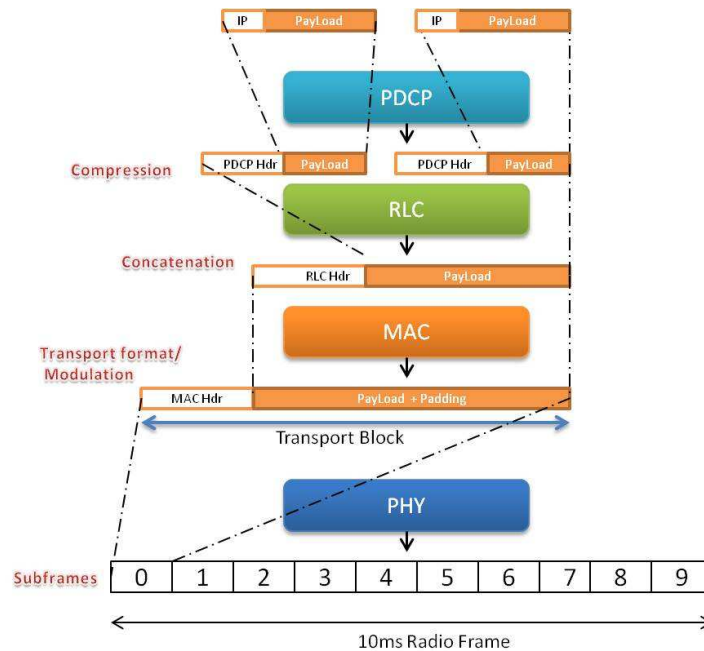 IP PayLoad IP PayLoad
PDCP
Compression PDCP Hdr PayLoad PDCP Hdr PayLoad
RLC
Concatenation RLC Hdr PayLoad
MAC
Transport format/
Modulation
MAC Hdr PayLoad + Padding
Transport Block
PHY
Subframes 0 1 2 3 4 5 6 7 8 9
10ms Radio Frame